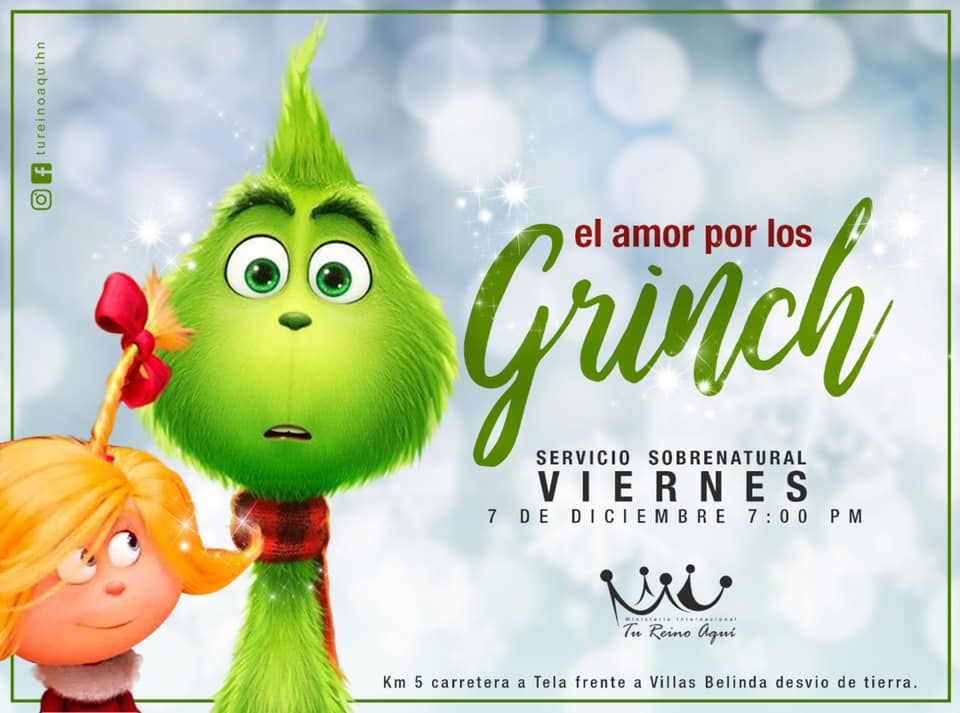 tureinoaquihn
el amor por los
Grinch
SERVICIO SOBRENATURAL
VIERNES
7 DE DICIEMBRE 7:00 PM
Ministerio Internacional
Tu Reino Aquí
Km 5 carretera a Tela frente a Villas Belinda desvio de tierra.